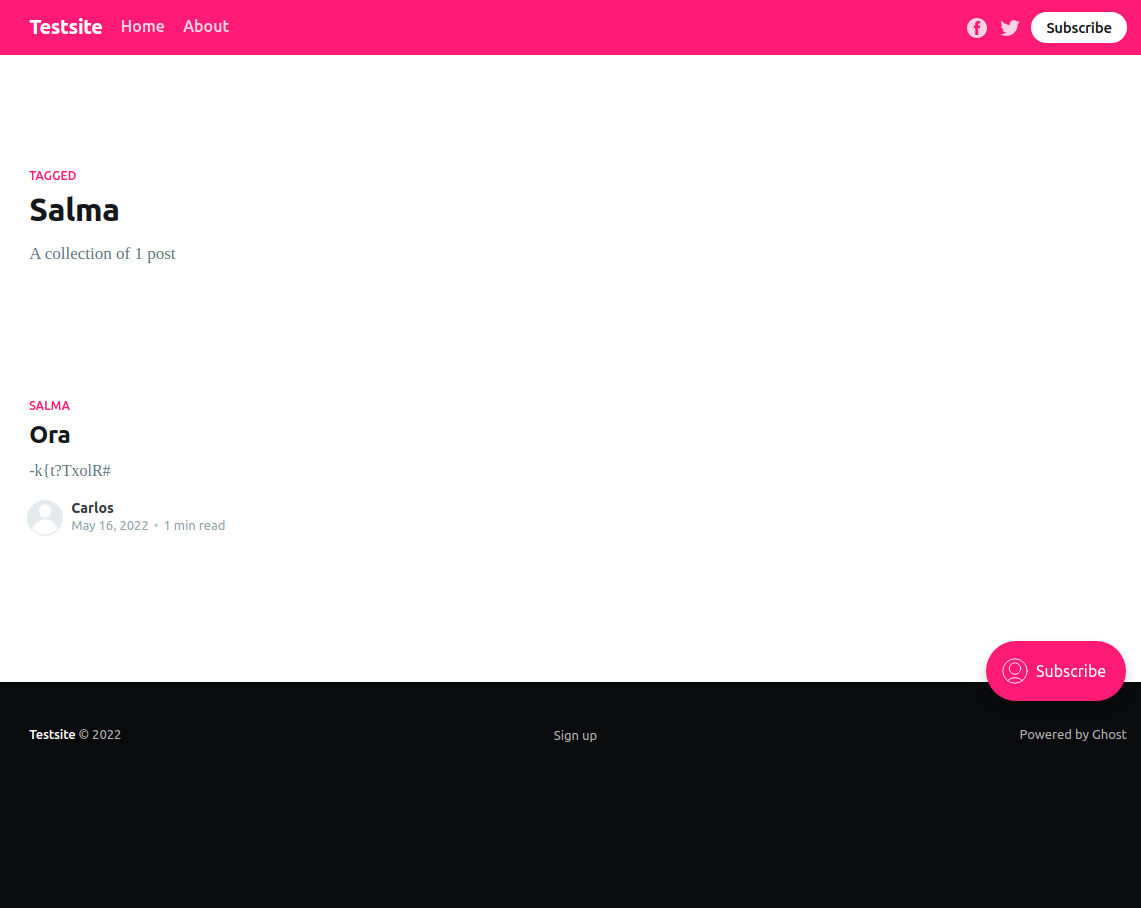 Testsite Home About Subscribe
TAGGED
Salma
A collection of 1 post
SALMA
Ora
-k{t?TxolR#
Carlos
May 16, 2022 • 1 min read
Subscribe
Testsite © 2022 Sign up Powered by Ghost